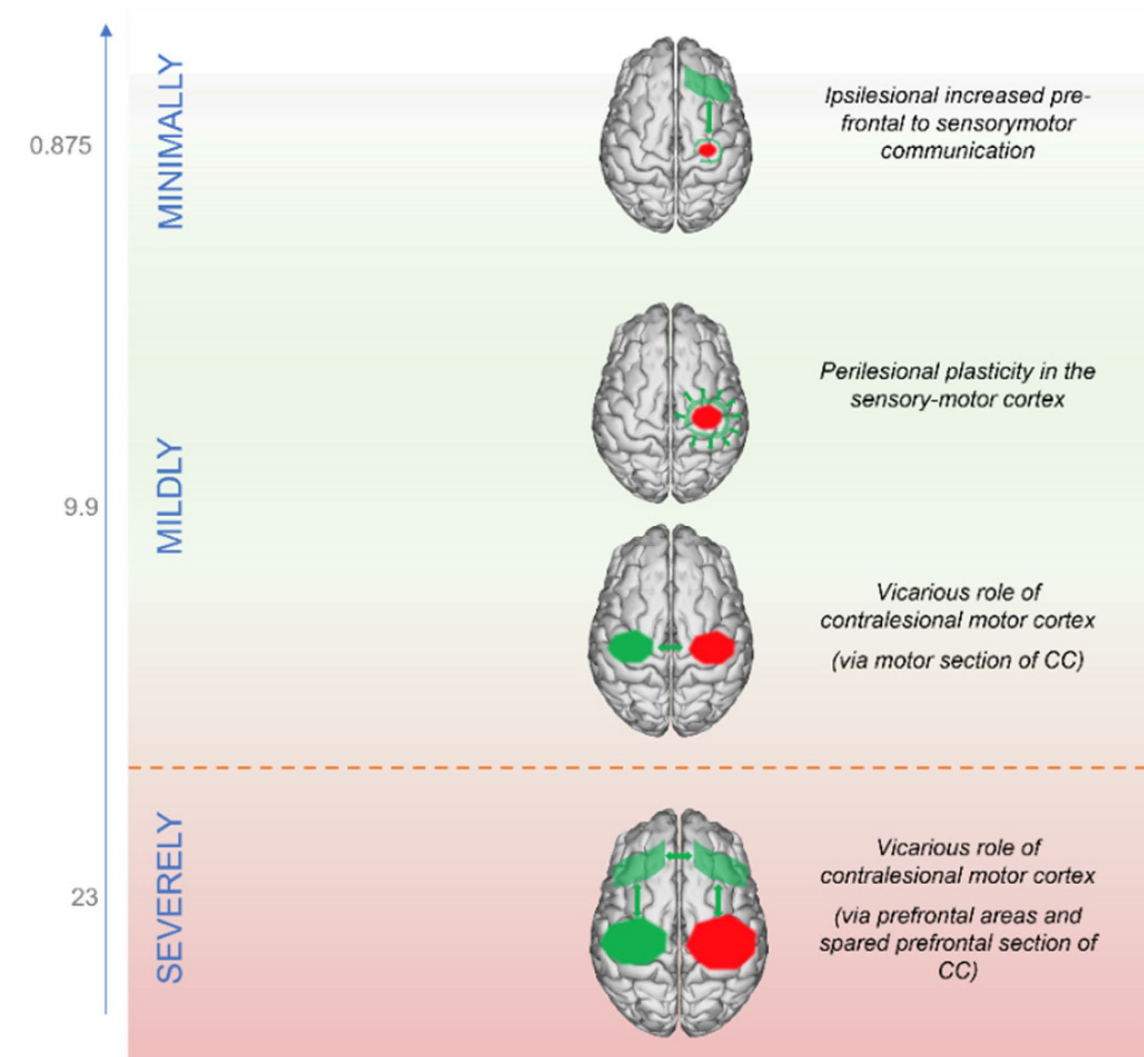 0.875
MINIMALLY
Ipsilesional increased pre-
frontal to sensorymotor
communication
MILDLY
9.9
Perilesional plasticity in the
sensory-motor cortex
Vicarious role of
contralesional motor cortex
(via motor section of CC)
SEVERELY
23
Vicarious role of
contralesional motor cortex
(via prefrontal areas and
spared prefrontal section of
CC)